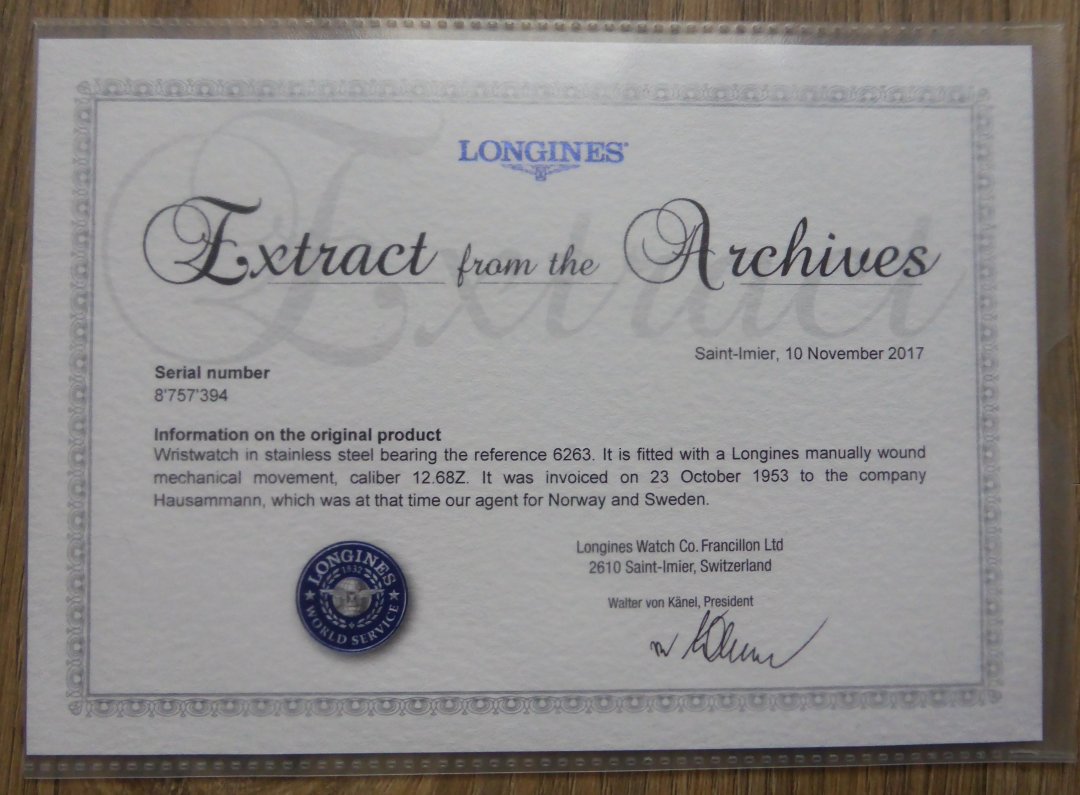 LONGINES
Extract from the Archives
Saint-Imier, 10 November 2017
Serial number
8'757'394
Information on the original product
Wristwatch in stainless steel bearing the reference 6263. It is fitted with a Longines manually wound
mechanical movement, caliber 12.68Z. It was invoiced on 23 October 1953 to the company
Hausammann, which was at that time our agent for Norway and Sweden.
LONGINES
1832
WORLD SERVICE
Longines Watch Co. Francillon Ltd
2610 Saint-Imier, Switzerland
Walter von Känel, President